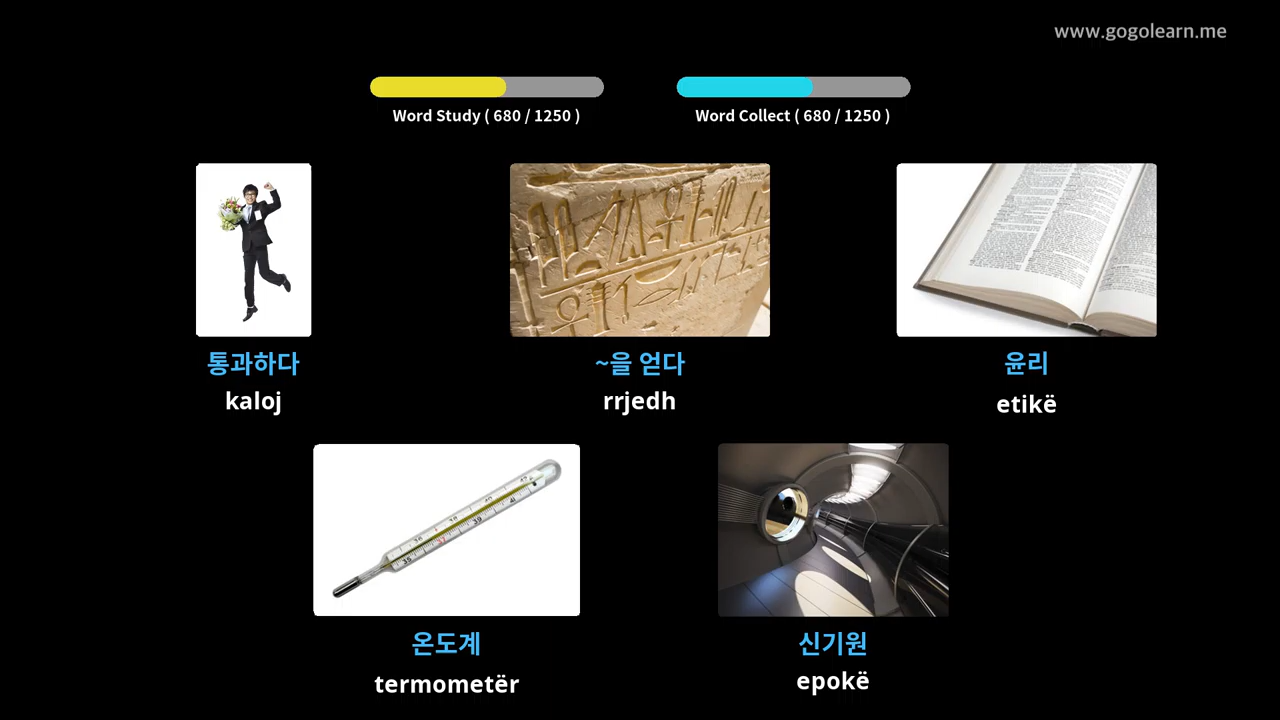 www.gogolearn.me
Word Study ( 680 / 1250 )
Word Collect ( 680 / 1250 )
통과하다
kaloj
~을 얻다
rrjedh
윤리
etikë
온도계
termometër
신기원
epokë